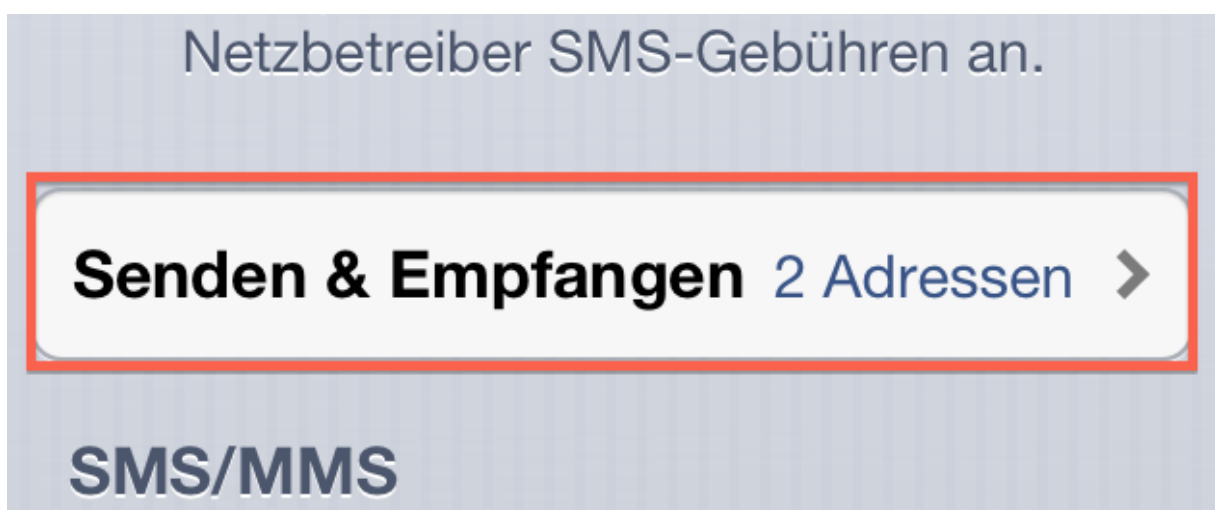 Netzbetreiber SMS-Gebühren an.
Senden & Empfangen 2 Adressen
SMS/MMS